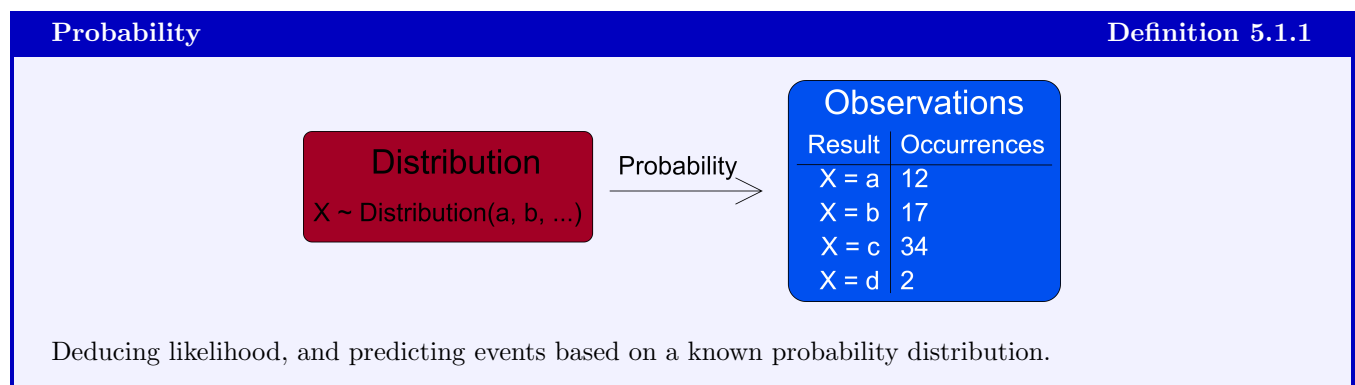 Probability Definition 5.1.1
Distribution
X ~ Distribution(a, b, ...)
Probability
Observations
Result Occurrences
X = a 12
X = b 17
X = c 34
X = d 2
Deducing likelihood, and predicting events based on a known probability distribution.